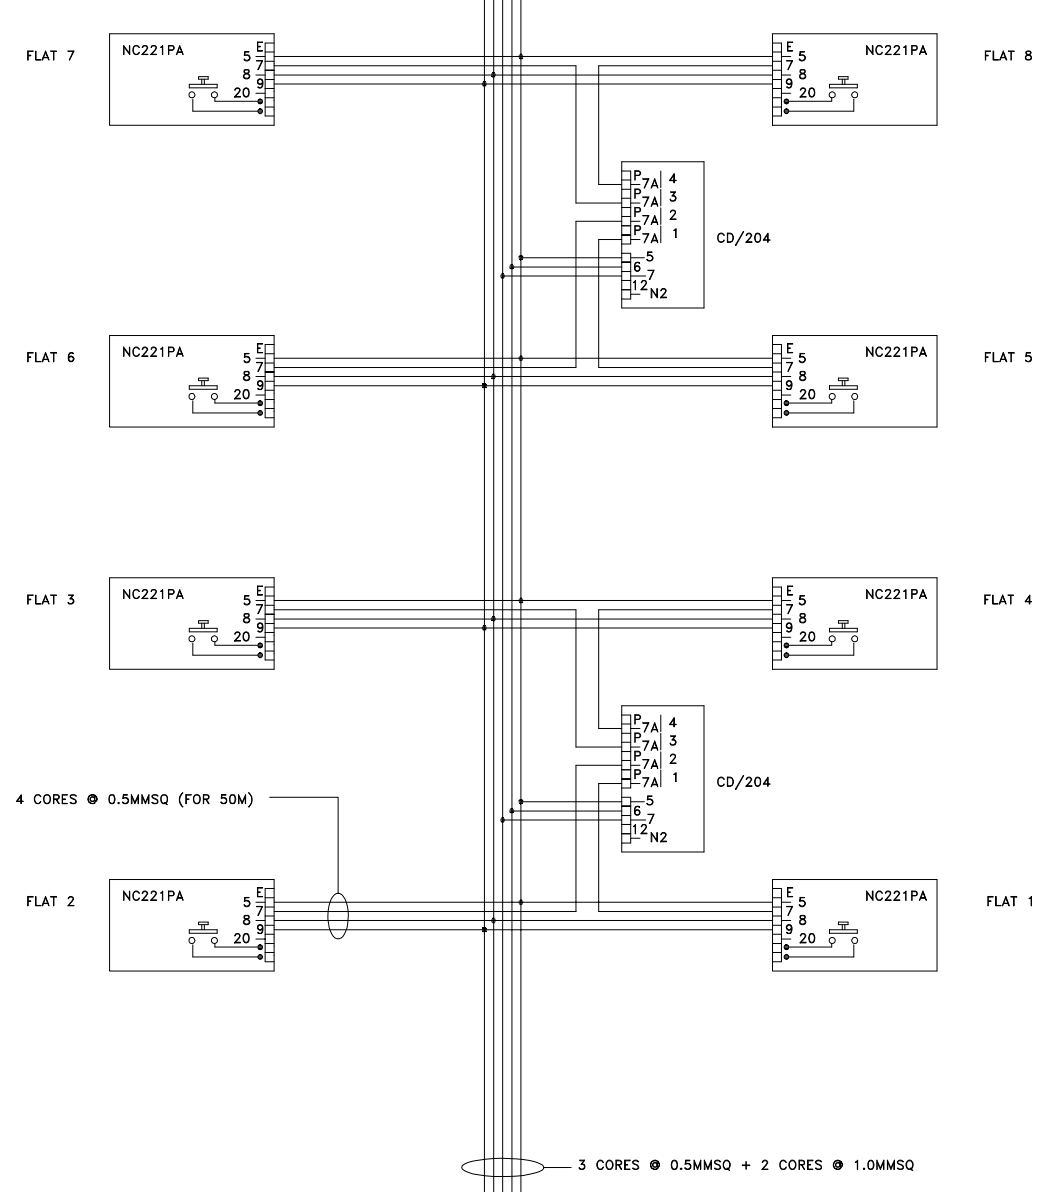 FLAT 7
NC221PA
E
5
7
8
9
20
E
5
7
8
9
20
NC221PA
FLAT 8
P
7A 4
P
7A 3
P
7A 2
P
7A 1
5
6
7
12
N2
CD/204
FLAT 6
NC221PA
E
5
7
8
9
20
E
5
7
8
9
20
NC221PA
FLAT 5
FLAT 3
NC221PA
E
5
7
8
9
20
E
5
7
8
9
20
NC221PA
FLAT 4
P
7A 4
P
7A 3
P
7A 2
P
7A 1
5
6
7
12
N2
CD/204
4 CORES @ 0.5MMSQ (FOR 50M)
FLAT 2
NC221PA
E
5
7
8
9
20
E
5
7
8
9
20
NC221PA
FLAT 1
3 CORES @ 0.5MMSQ + 2 CORES @ 1.0MMSQ